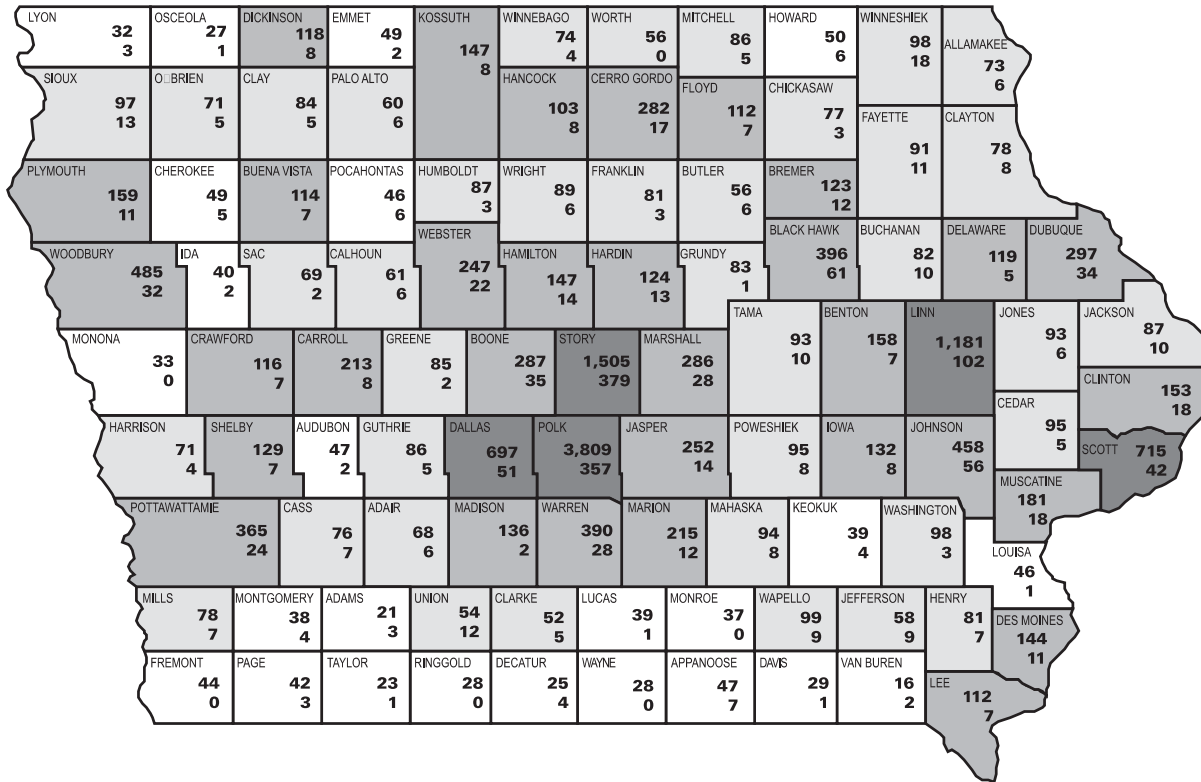 LYON
32
3
OSCEOLA
27
1
DICKINSON
118
8
EMMET
49
2
KOSSUTH
147
8
WINNEBAGO
74
4
WORTH
56
0
MITCHELL
86
5
HOWARD
50
6
WINNESHIEK
98
18
ALLAMAKEE
73
6
SIOUX
97
13
O□BRIEN
71
5
CLAY
84
5
PALO ALTO
60
6
HANCOCK
103
8
CERRO GORDO
282
17
FLOYD
112
7
CHICKASAW
77
3
FAYETTE
91
11
CLAYTON
78
8
PLYMOUTH
159
11
CHEROKEE
49
5
BUENA VISTA
114
7
POCAHONTAS
46
6
HUMBOLDT
87
3
WRIGHT
89
6
FRANKLIN
81
3
BUTLER
56
6
BREMER
123
12
WOODBURY
485
32
IDA
40
2
SAC
69
2
CALHOUN
61
6
WEBSTER
247
22
HAMILTON
147
14
HARDIN
124
13
GRUNDY
83
1
BLACK HAWK
396
61
BUCHANAN
82
10
DELAWARE
119
5
DUBUQUE
297
34
MONONA
33
0
CRAWFORD
116
7
CARROLL
213
8
GREENE
85
2
BOONE
287
35
STORY
1,505
379
MARSHALL
286
28
TAMA
93
10
BENTON
158
7
LINN
1,181
102
JONES
93
6
JACKSON
87
10
CLINTON
153
18
HARRISON
71
4
SHELBY
129
7
AUDUBON
47
2
GUTHRIE
86
5
DALLAS
697
51
POLK
3,809
357
JASPER
252
14
POWESHIEK
95
8
IOWA
132
8
JOHNSON
458
56
CEDAR
95
5
SCOTT
715
42
MUSCATINE
181
18
POTTAWATTAMIE
365
24
CASS
76
7
ADAIR
68
6
MADISON
136
2
WARREN
390
28
MARION
215
12
MAHASKA
94
8
KEOKUK
39
4
WASHINGTON
98
3
LOUISA
46
1
MILLS
78
7
MONTGOMERY
38
4
ADAMS
21
3
UNION
54
12
CLARKE
52
5
LUCAS
39
1
MONROE
37
0
WAPELLO
99
9
JEFFERSON
58
9
HENRY
81
7
DES MOINES
144
11
FREMONT
44
0
PAGE
42
3
TAYLOR
23
1
RINGGOLD
28
0
DECATUR
25
4
WAYNE
28
0
APPANOOSE
47
7
DAVIS
29
1
VAN BUREN
16
2
LEE
112
7